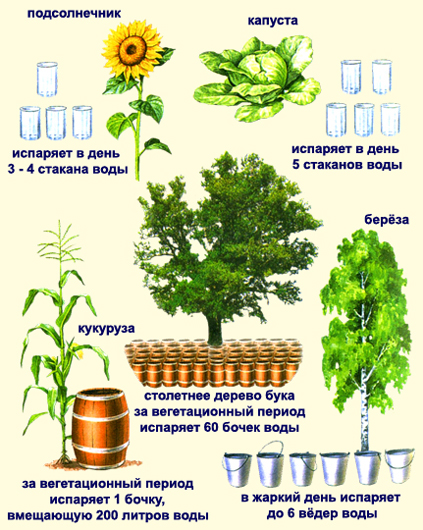 подсолнечник
испаряет в день
3 - 4 стакана воды
капуста
испаряет в день
5 стаканов воды
берёза
кукуруза
столетнее дерево бука
за вегетационный период
испаряет 60 бочек воды
за вегетационный период
испаряет 1 бочку,
вмещающую 200 литров воды
в жаркий день испаряет
до 6 вёдер воды